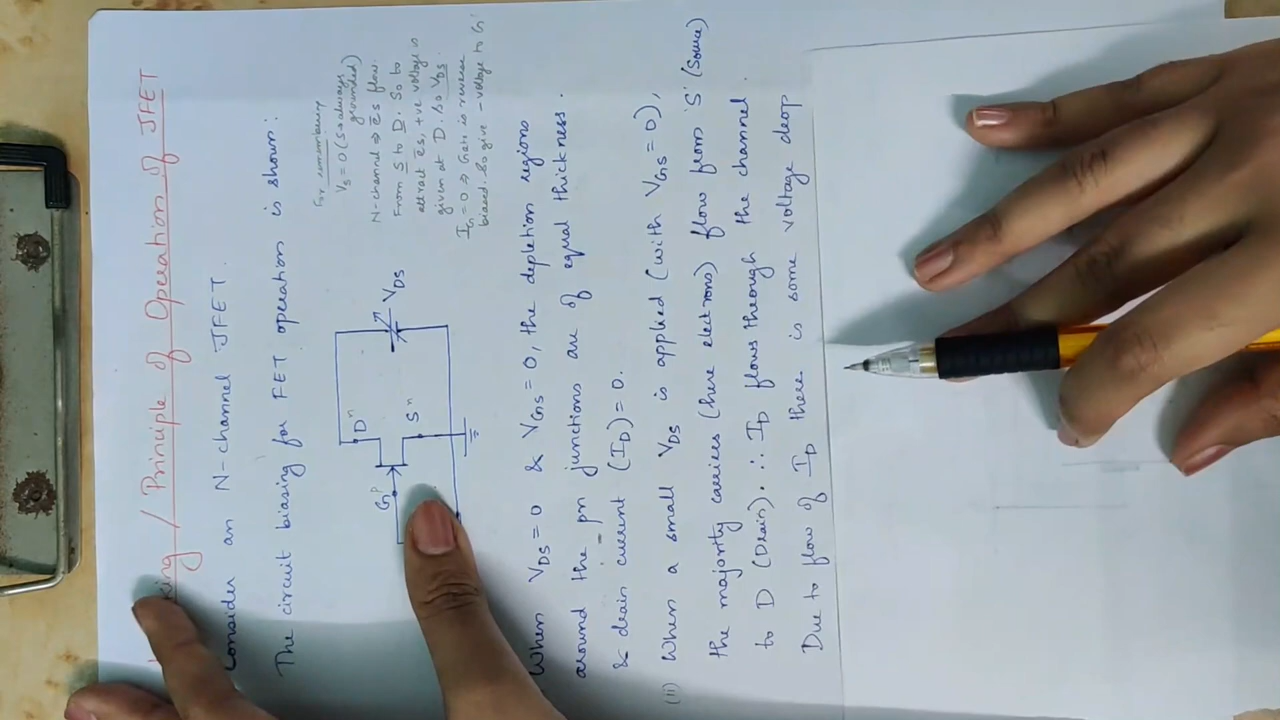 king / Principle of Operation of JFET
Consider an N-channel JFET.
The circuit biasing for FET operation is shown:
For remembering
Vs = 0 (S → always grounded)
N-channel ⇒ ēs flow
From S to D. So to
attract ēs, +ve voltage is
given at D. So VDS.
= 0 ⇒ Gate is reverse
biased. So give - voltage to G
G P
D n
S n
VDS
When VDS = 0 & VGS = 0, the depletion regions
around the pn junctions are of equal thickness.
& drain current (ID) = 0.
(ii) When a small VDS is applied (with VGS = 0),
the majority carriers (here electrons) flow from 'S' (Source)
to D (Drain). ∴ ID flows through the channel.
Due to flow of ID there is some voltage drop